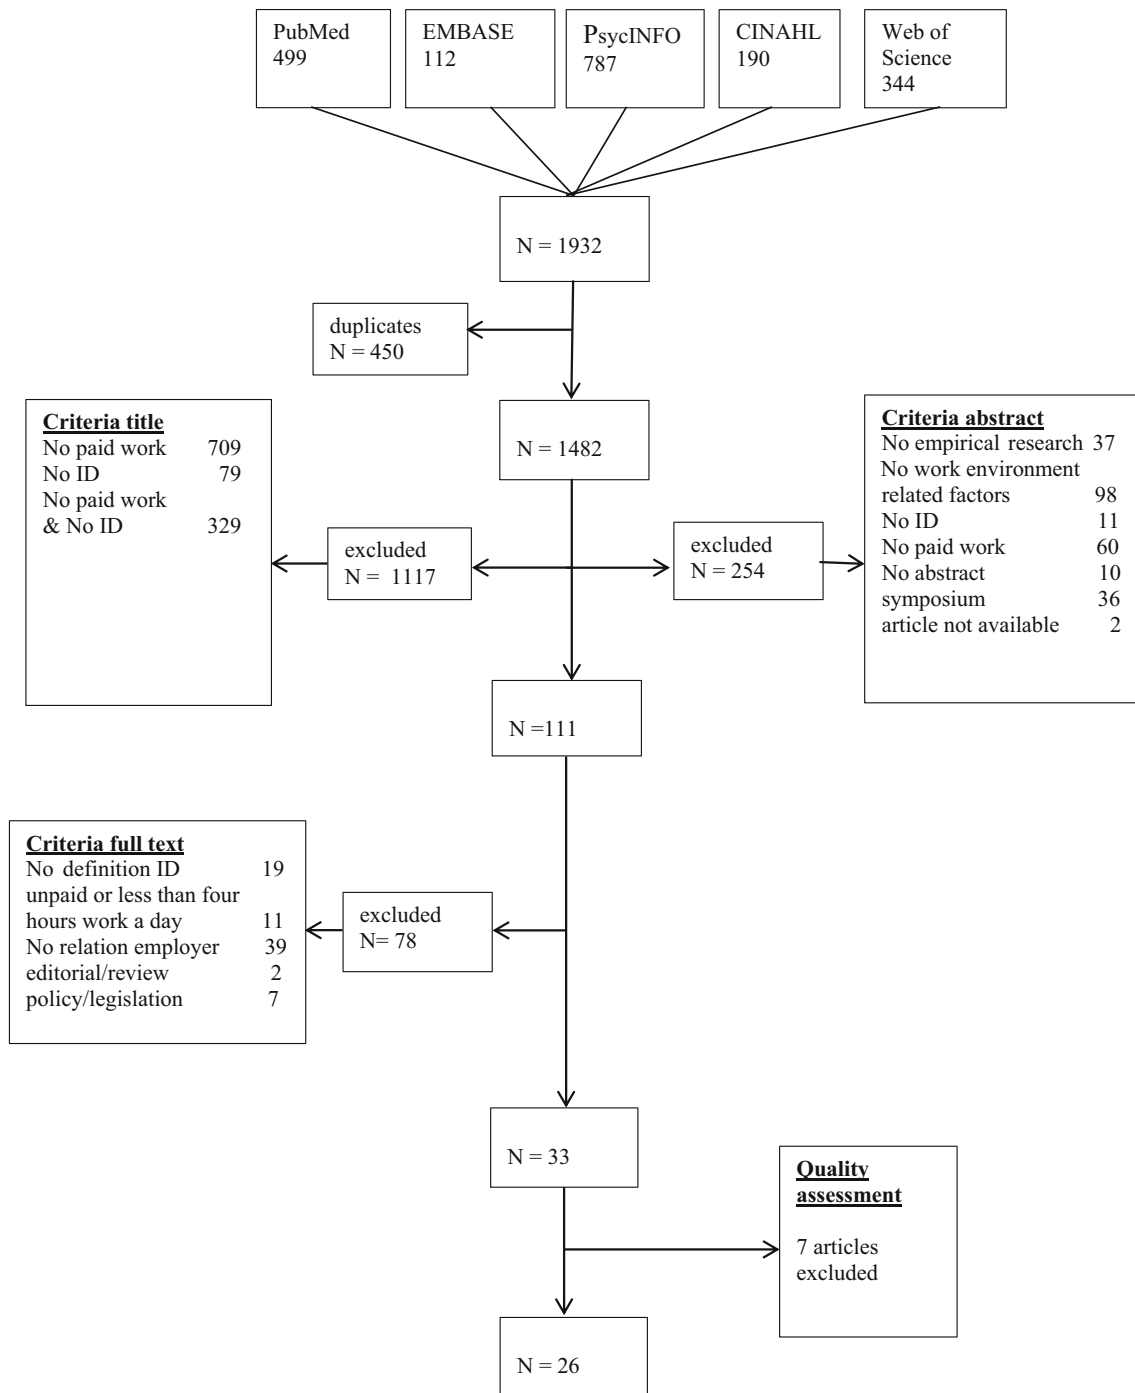 PubMed
499
EMBASE
112
PsycINFO
787
CINAHL
190
Web of
Science
344
N = 1932
duplicates
N = 450
N = 1482
Criteria title
No paid work 709
No ID 79
No paid work
& No ID 329
excluded
N = 1117
excluded
N = 254
Criteria abstract
No empirical research 37
No work environment
related factors 98
No ID 11
No paid work 60
No abstract 10
symposium 36
article not available 2
N =111
Criteria full text
No definition ID 19
unpaid or less than four
hours work a day 11
No relation employer 39
editorial/review 2
policy/legislation 7
excluded
N= 78
N = 33
Quality
assessment
7 articles
excluded
N = 26